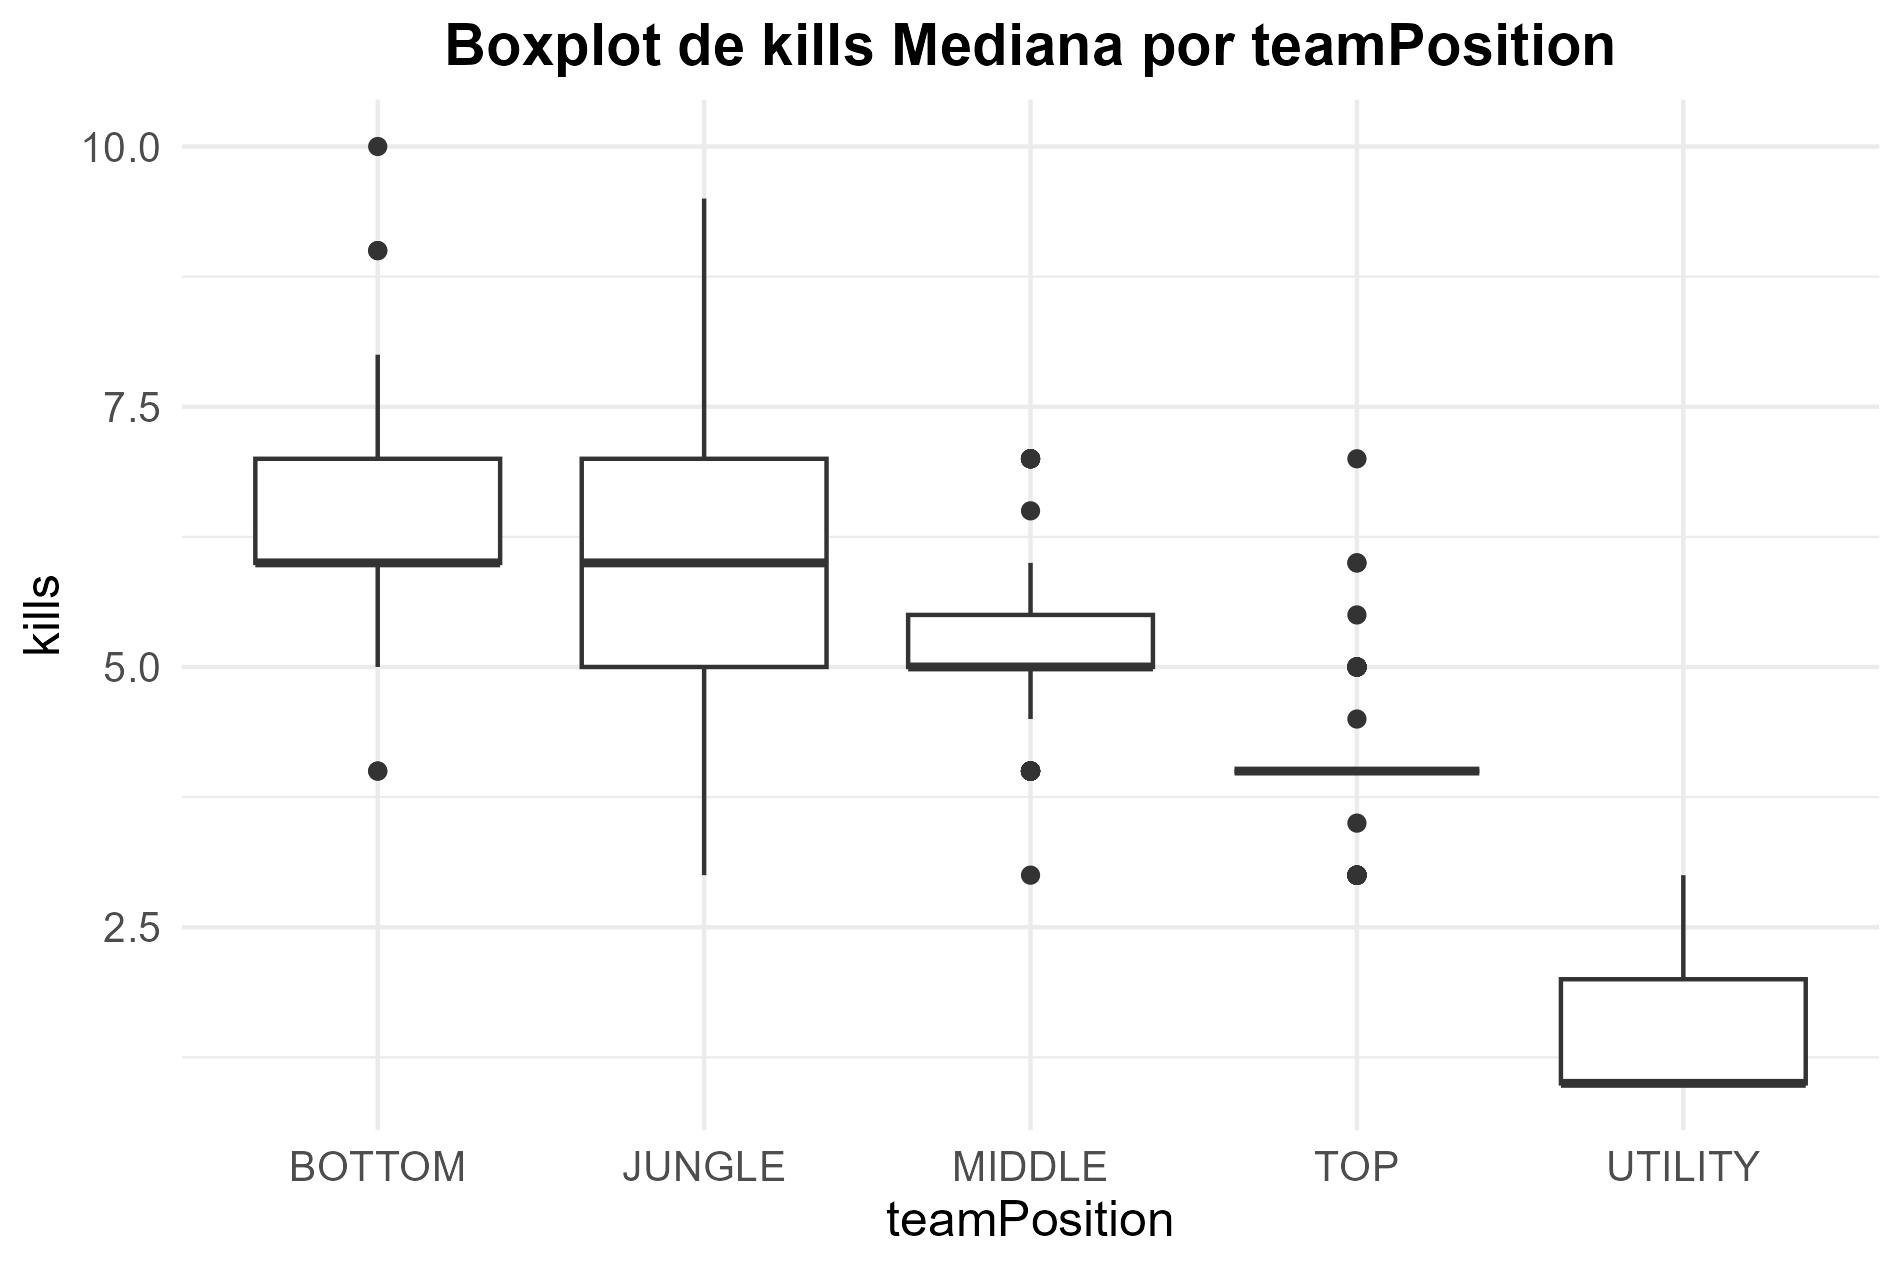 Boxplot de kills Mediana por teamPosition
kills
10.0
7.5
5.0
2.5
BOTTOM JUNGLE MIDDLE TOP UTILITY
teamPosition